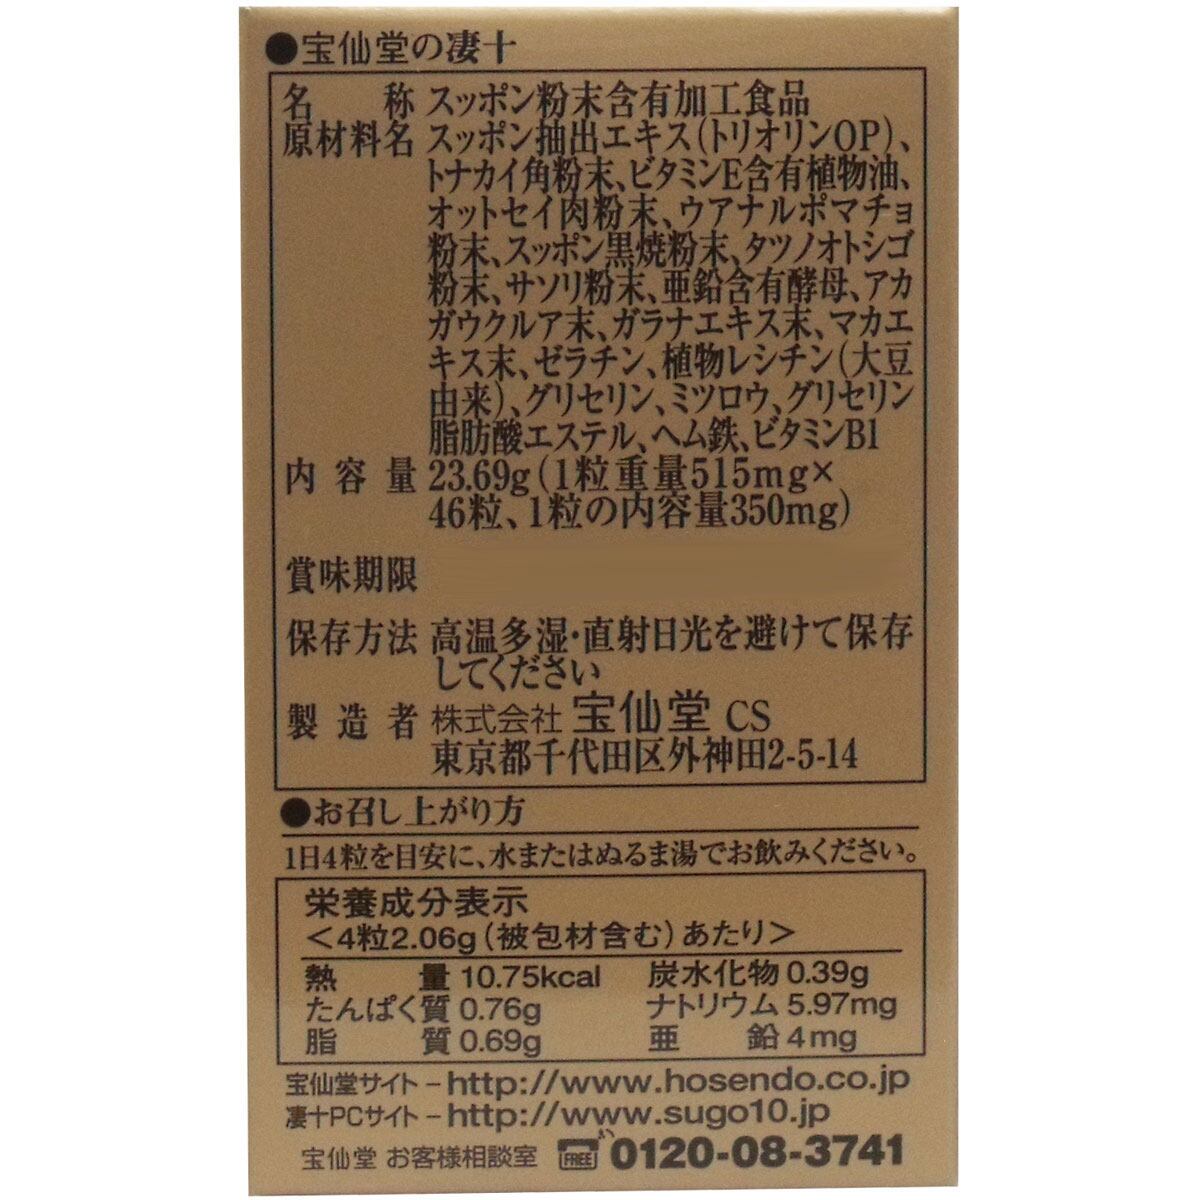 ●宝仙堂の凄十
名称 スッポン粉末含有加工食品
原材料名 スッポン抽出エキス(トリオリンOP)、
トナカイ角粉末、ビタミンE含有植物油、
オットセイ肉粉末、ウアナルポマチョ
粉末、スッポン黒焼粉末、タツノオトシゴ
粉末、サソリ粉末、亜鉛含有酵母、アカ
ガウクルア末、ガラナエキス末、マカエ
キス末、ゼラチン、植物レシチン(大豆
由来)、グリセリン、ミツロウ、グリセリン
脂肪酸エステル、ヘム鉄、ビタミンB1
内容量 23.69g(1粒重量515mg×
46粒、1粒の内容量350mg)
賞味期限
保存方法 高温多湿・直射日光を避けて保存
してください
製造者 株式会社 宝仙堂 CS
東京都千代田区外神田2-5-14
●お召し上がり方
1日4粒を目安に、水またはぬるま湯でお飲みください。
栄養成分表示
<4粒2.06g(被包材含む)あたり>
熱量 10.75kcal 炭水化物 0.39g
たんぱく質 0.76g ナトリウム 5.97mg
脂質 0.69g 亜鉛 4mg
宝仙堂サイト-http://www.hosendo.co.jp
凄十PCサイト-http://www.sugo10.jp
宝仙堂 お客様相談室 FREE 0120-08-3741